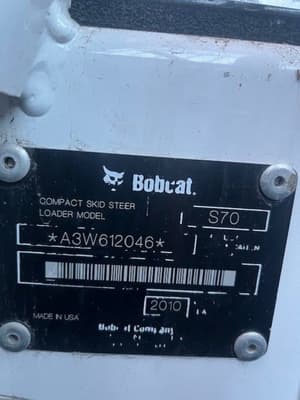 Bobcat.
COMPACT SKID STEER
LOADER MODEL S70
*A3W612046*
2010
MADE IN USA